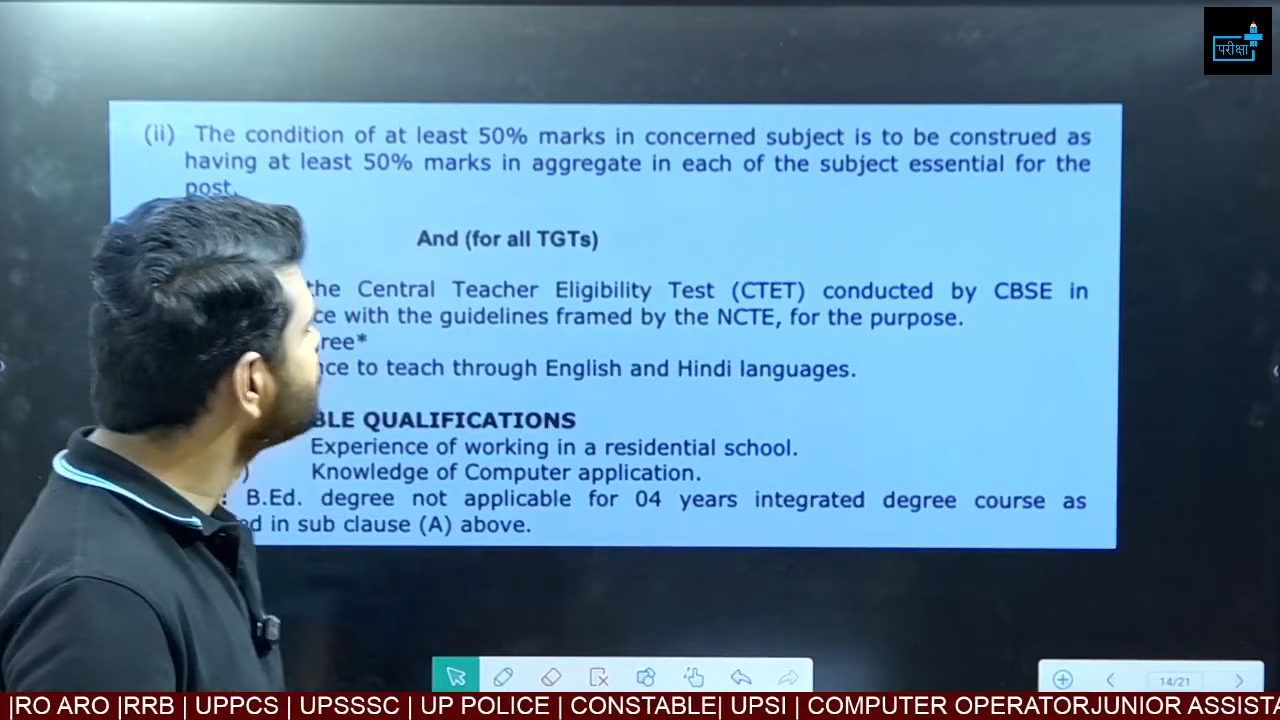 परीक्षा
(ii) The condition of at least 50% marks in concerned subject is to be construed as
having at least 50% marks in aggregate in each of the subject essential for the
post.
And (for all TGTs)
the Central Teacher Eligibility Test (CTET) conducted by CBSE in
ce with the guidelines framed by the NCTE, for the purpose.
ree*
nce to teach through English and Hindi languages.
BLE QUALIFICATIONS
Experience of working in a residential school.
) Knowledge of Computer application.
: B.Ed. degree not applicable for 04 years integrated degree course as
ed in sub clause (A) above.
14/21
|RO ARO |RRB | UPPCS | UPSSSC | UP POLICE | CONSTABLE| UPSI | COMPUTER OPERATORJUNIOR ASSISTA